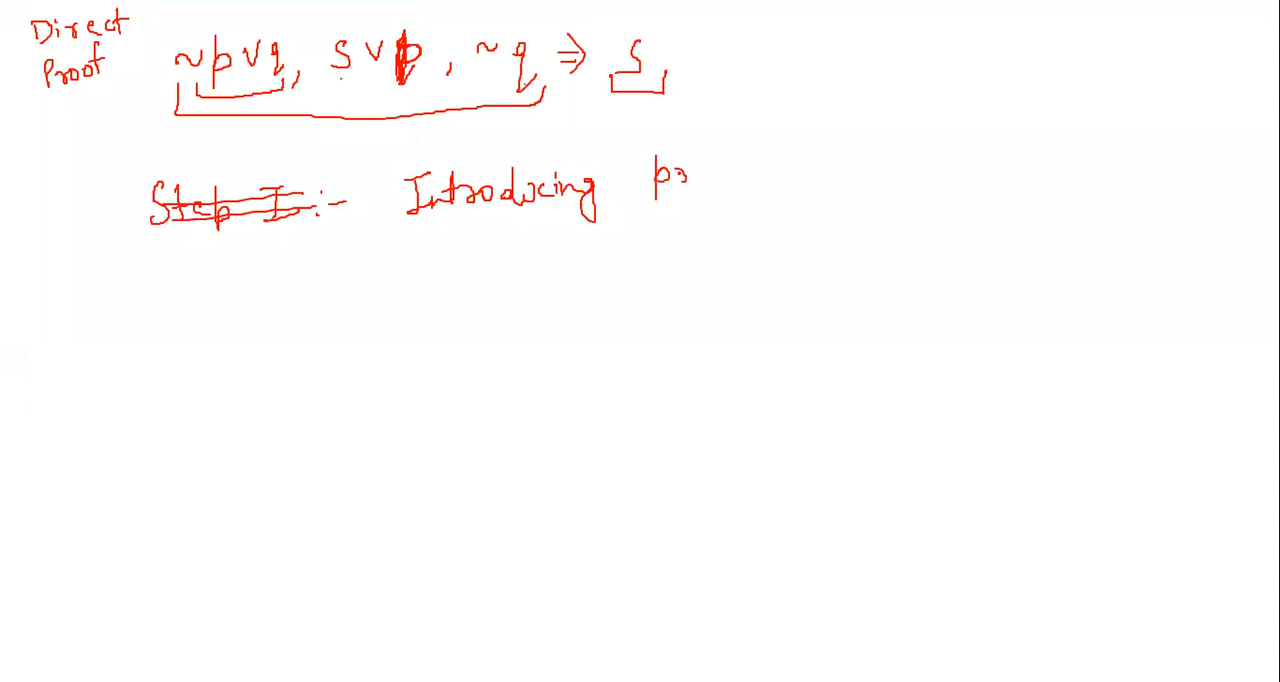 Direct
Proof
~p∨q, s∨p, ~q ⇒ s
Step I :- Introducing